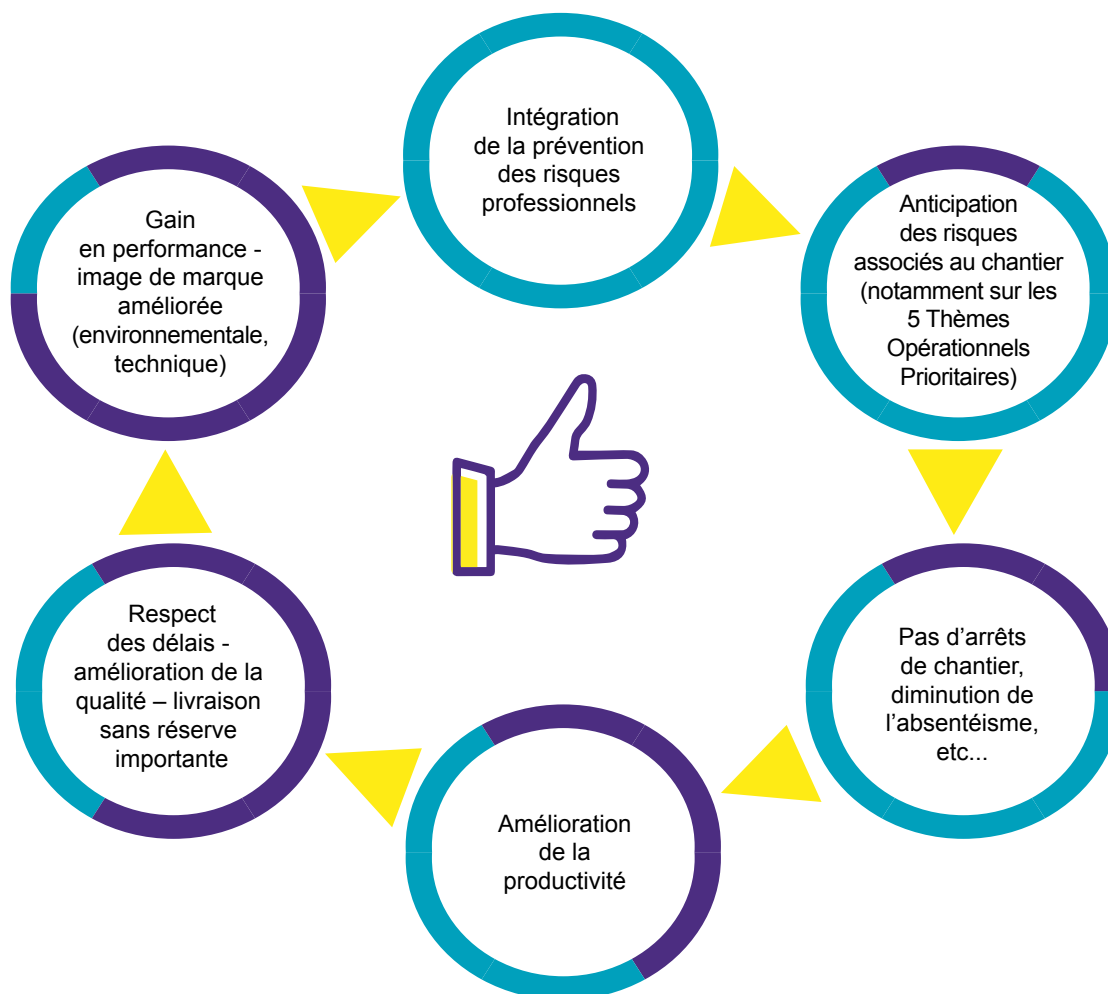 Intégration
de la prévention
des risques
professionnels
Anticipation
des risques
associés au chantier
(notamment sur les
5 Thèmes
Opérationnels
Prioritaires)
Pas d’arrêts
de chantier,
diminution de
l’absentéisme,
etc...
Amélioration
de la
productivité
Respect
des délais -
amélioration de la
qualité – livraison
sans réserve
importante
Gain
en performance -
image de marque
améliorée
(environnementale,
technique)